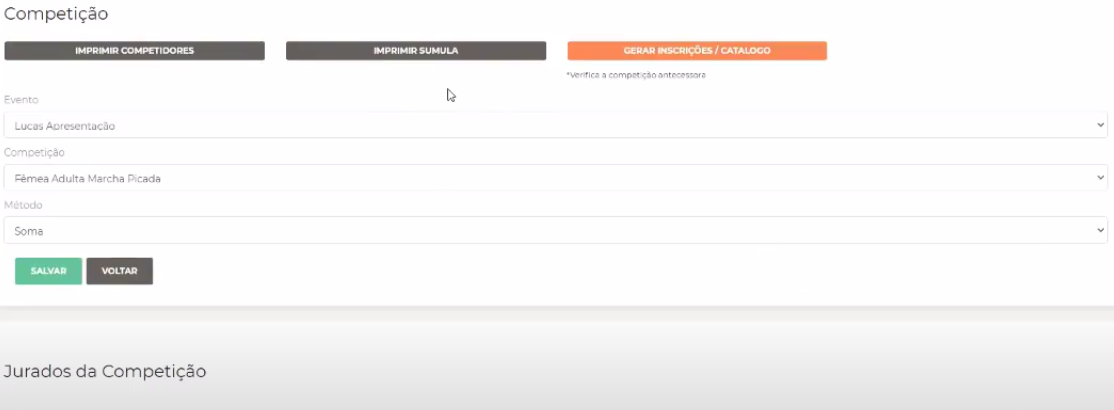 Competição
IMPRIMIR COMPETIDORES
IMPRIMIR SUMULA
GERAR INSCRIÇÕES / CATALOGO
*Verifica a competição antecessora
Evento
Lucas Apresentação
Competição
Fêmea Adulta Marcha Picada
Método
Soma
SALVAR VOLTAR
Jurados da Competição